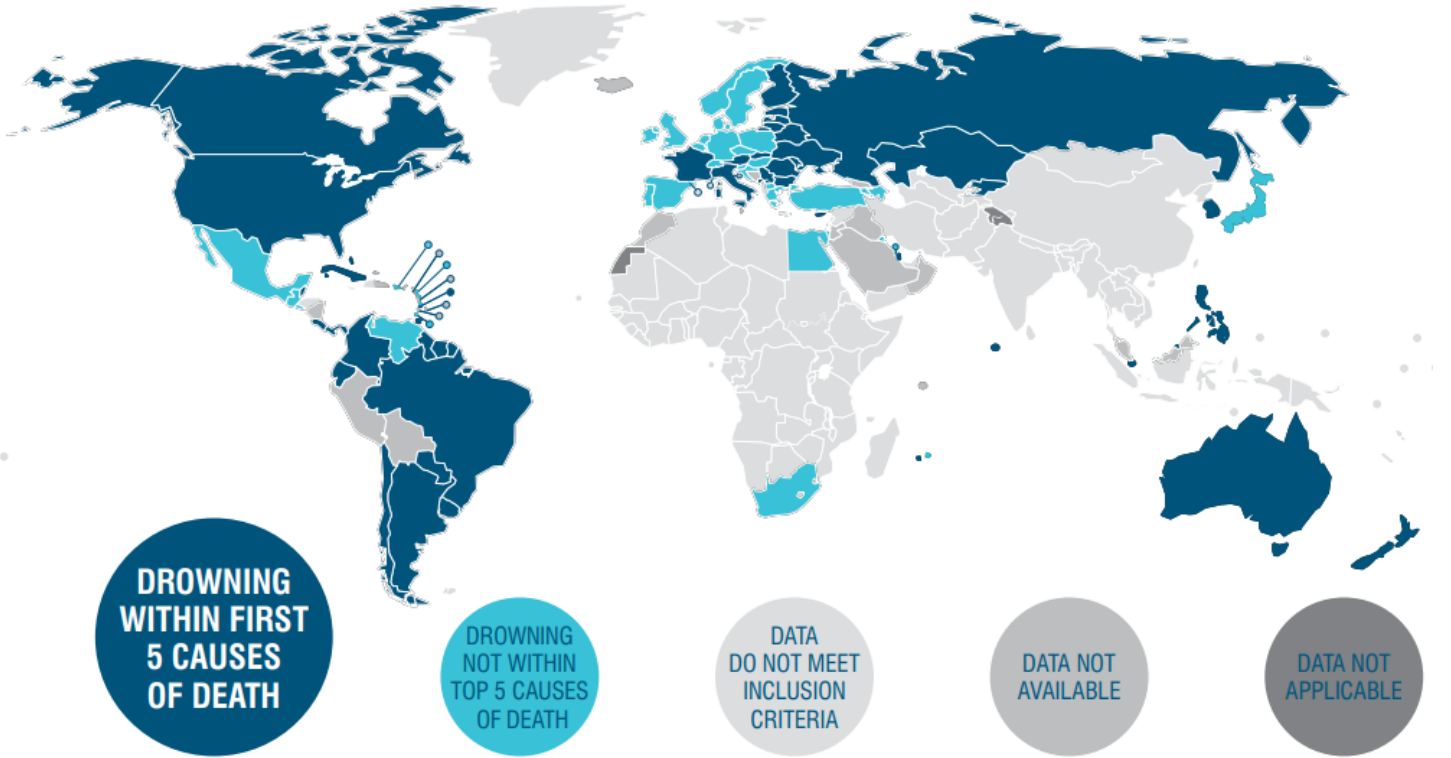 DROWNING
WITHIN FIRST
5 CAUSES
OF DEATH
DROWNING
NOT WITHIN
TOP 5 CAUSES
OF DEATH
DATA
DO NOT MEET
INCLUSION
CRITERIA
DATA NOT
AVAILABLE
DATA NOT
APPLICABLE